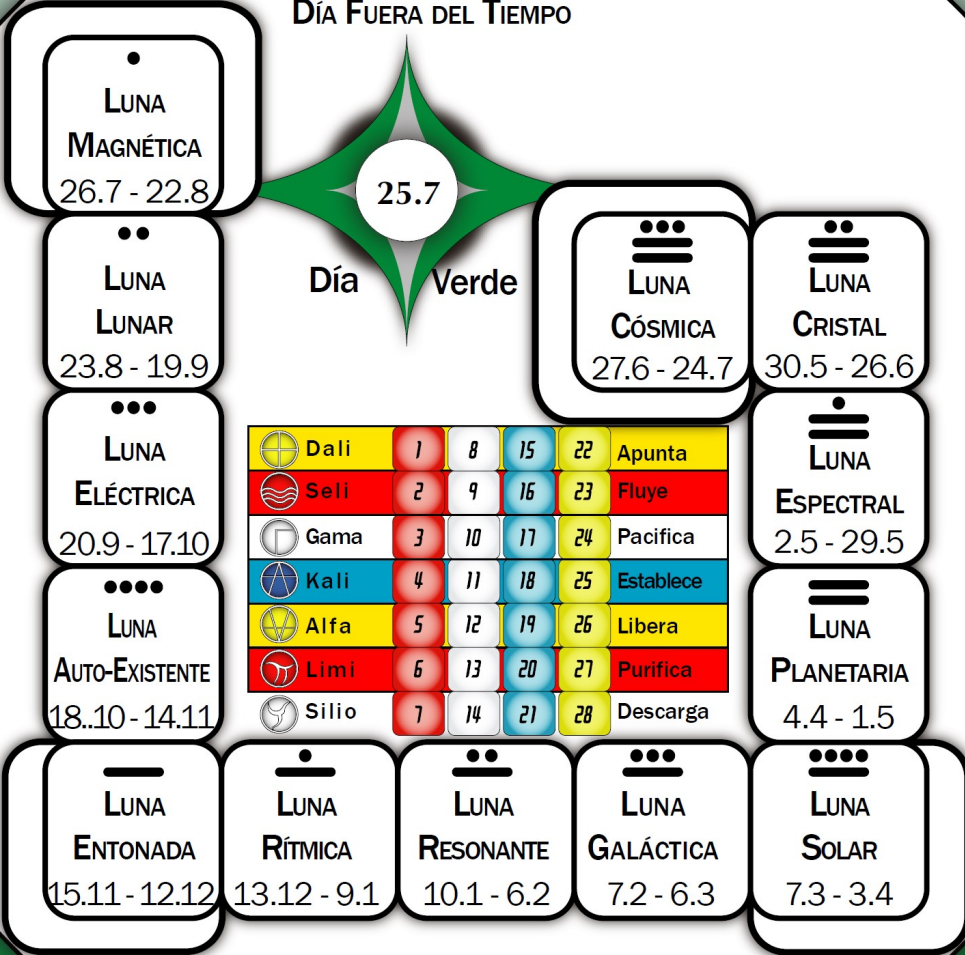 DÍA FUERA DEL TIEMPO
25.7
Día Verde
LUNA
MAGNÉTICA
26.7 - 22.8
LUNA
LUNAR
23.8 - 19.9
LUNA
ELÉCTRICA
20.9 - 17.10
LUNA
AUTO-EXISTENTE
18..10 - 14.11
LUNA
ENTONADA
15.11 - 12.12
LUNA
RÍTMICA
13.12 - 9.1
LUNA
RESONANTE
10.1 - 6.2
LUNA
GALÁCTICA
7.2 - 6.3
LUNA
SOLAR
7.3 - 3.4
LUNA
PLANETARIA
4.4 - 1.5
LUNA
ESPECTRAL
2.5 - 29.5
LUNA
CRISTAL
30.5 - 26.6
LUNA
CÓSMICA
27.6 - 24.7
Dali 1 8 15 22 Apunta
Seli 2 9 16 23 Fluye
Gama 3 10 17 24 Pacifica
Kali 4 11 18 25 Establece
Alfa 5 12 19 26 Libera
Limi 6 13 20 27 Purifica
Silio 7 14 21 28 Descarga